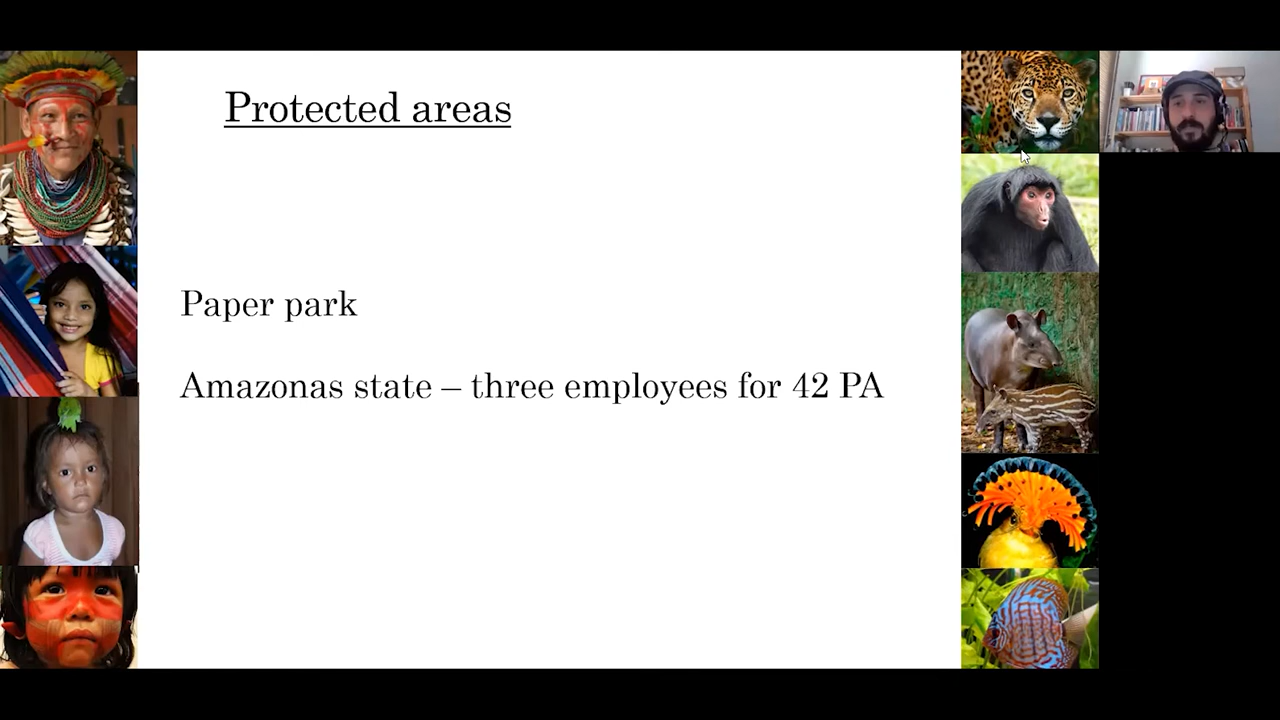 Protected areas
Paper park
Amazonas state – three employees for 42 PA